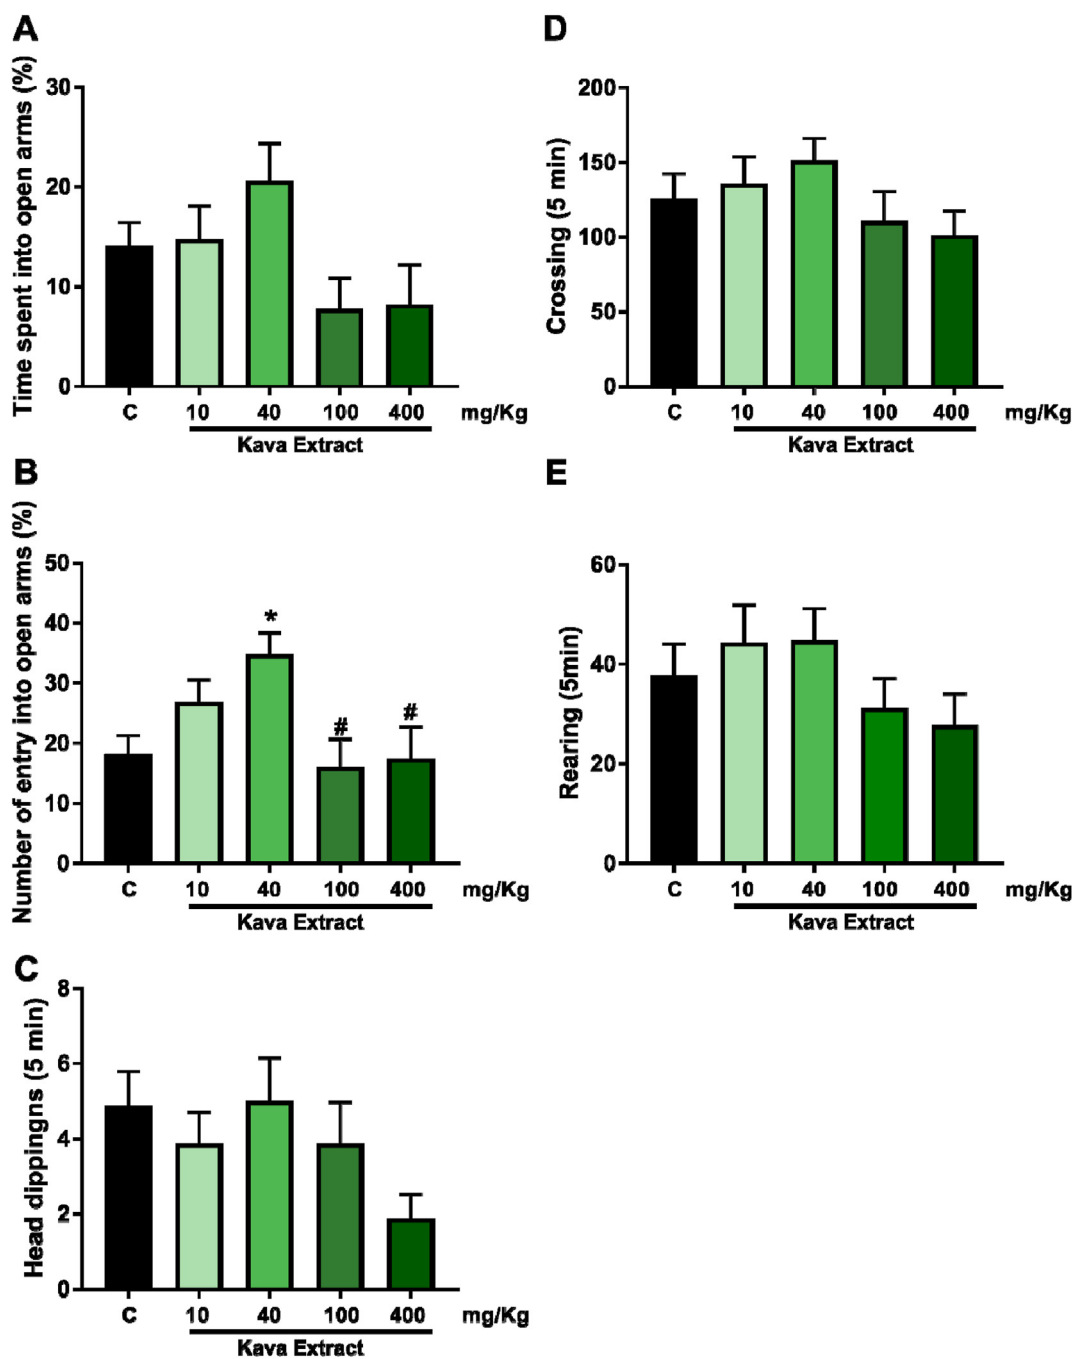 A
Time spent into open arms (%)
30
20
10
0
C 10 40 100 400 mg/Kg
Kava Extract
B
Number of entry into open arms (%)
50
40
30
20
10
0
*
#
#
C 10 40 100 400 mg/Kg
Kava Extract
C
Head dippingns (5 min)
8
6
4
2
0
C 10 40 100 400 mg/Kg
Kava Extract
D
Crossing (5 min)
200
150
100
50
0
C 10 40 100 400 mg/Kg
Kava Extract
E
Rearing (5min)
60
40
20
0
C 10 40 100 400 mg/Kg
Kava Extract